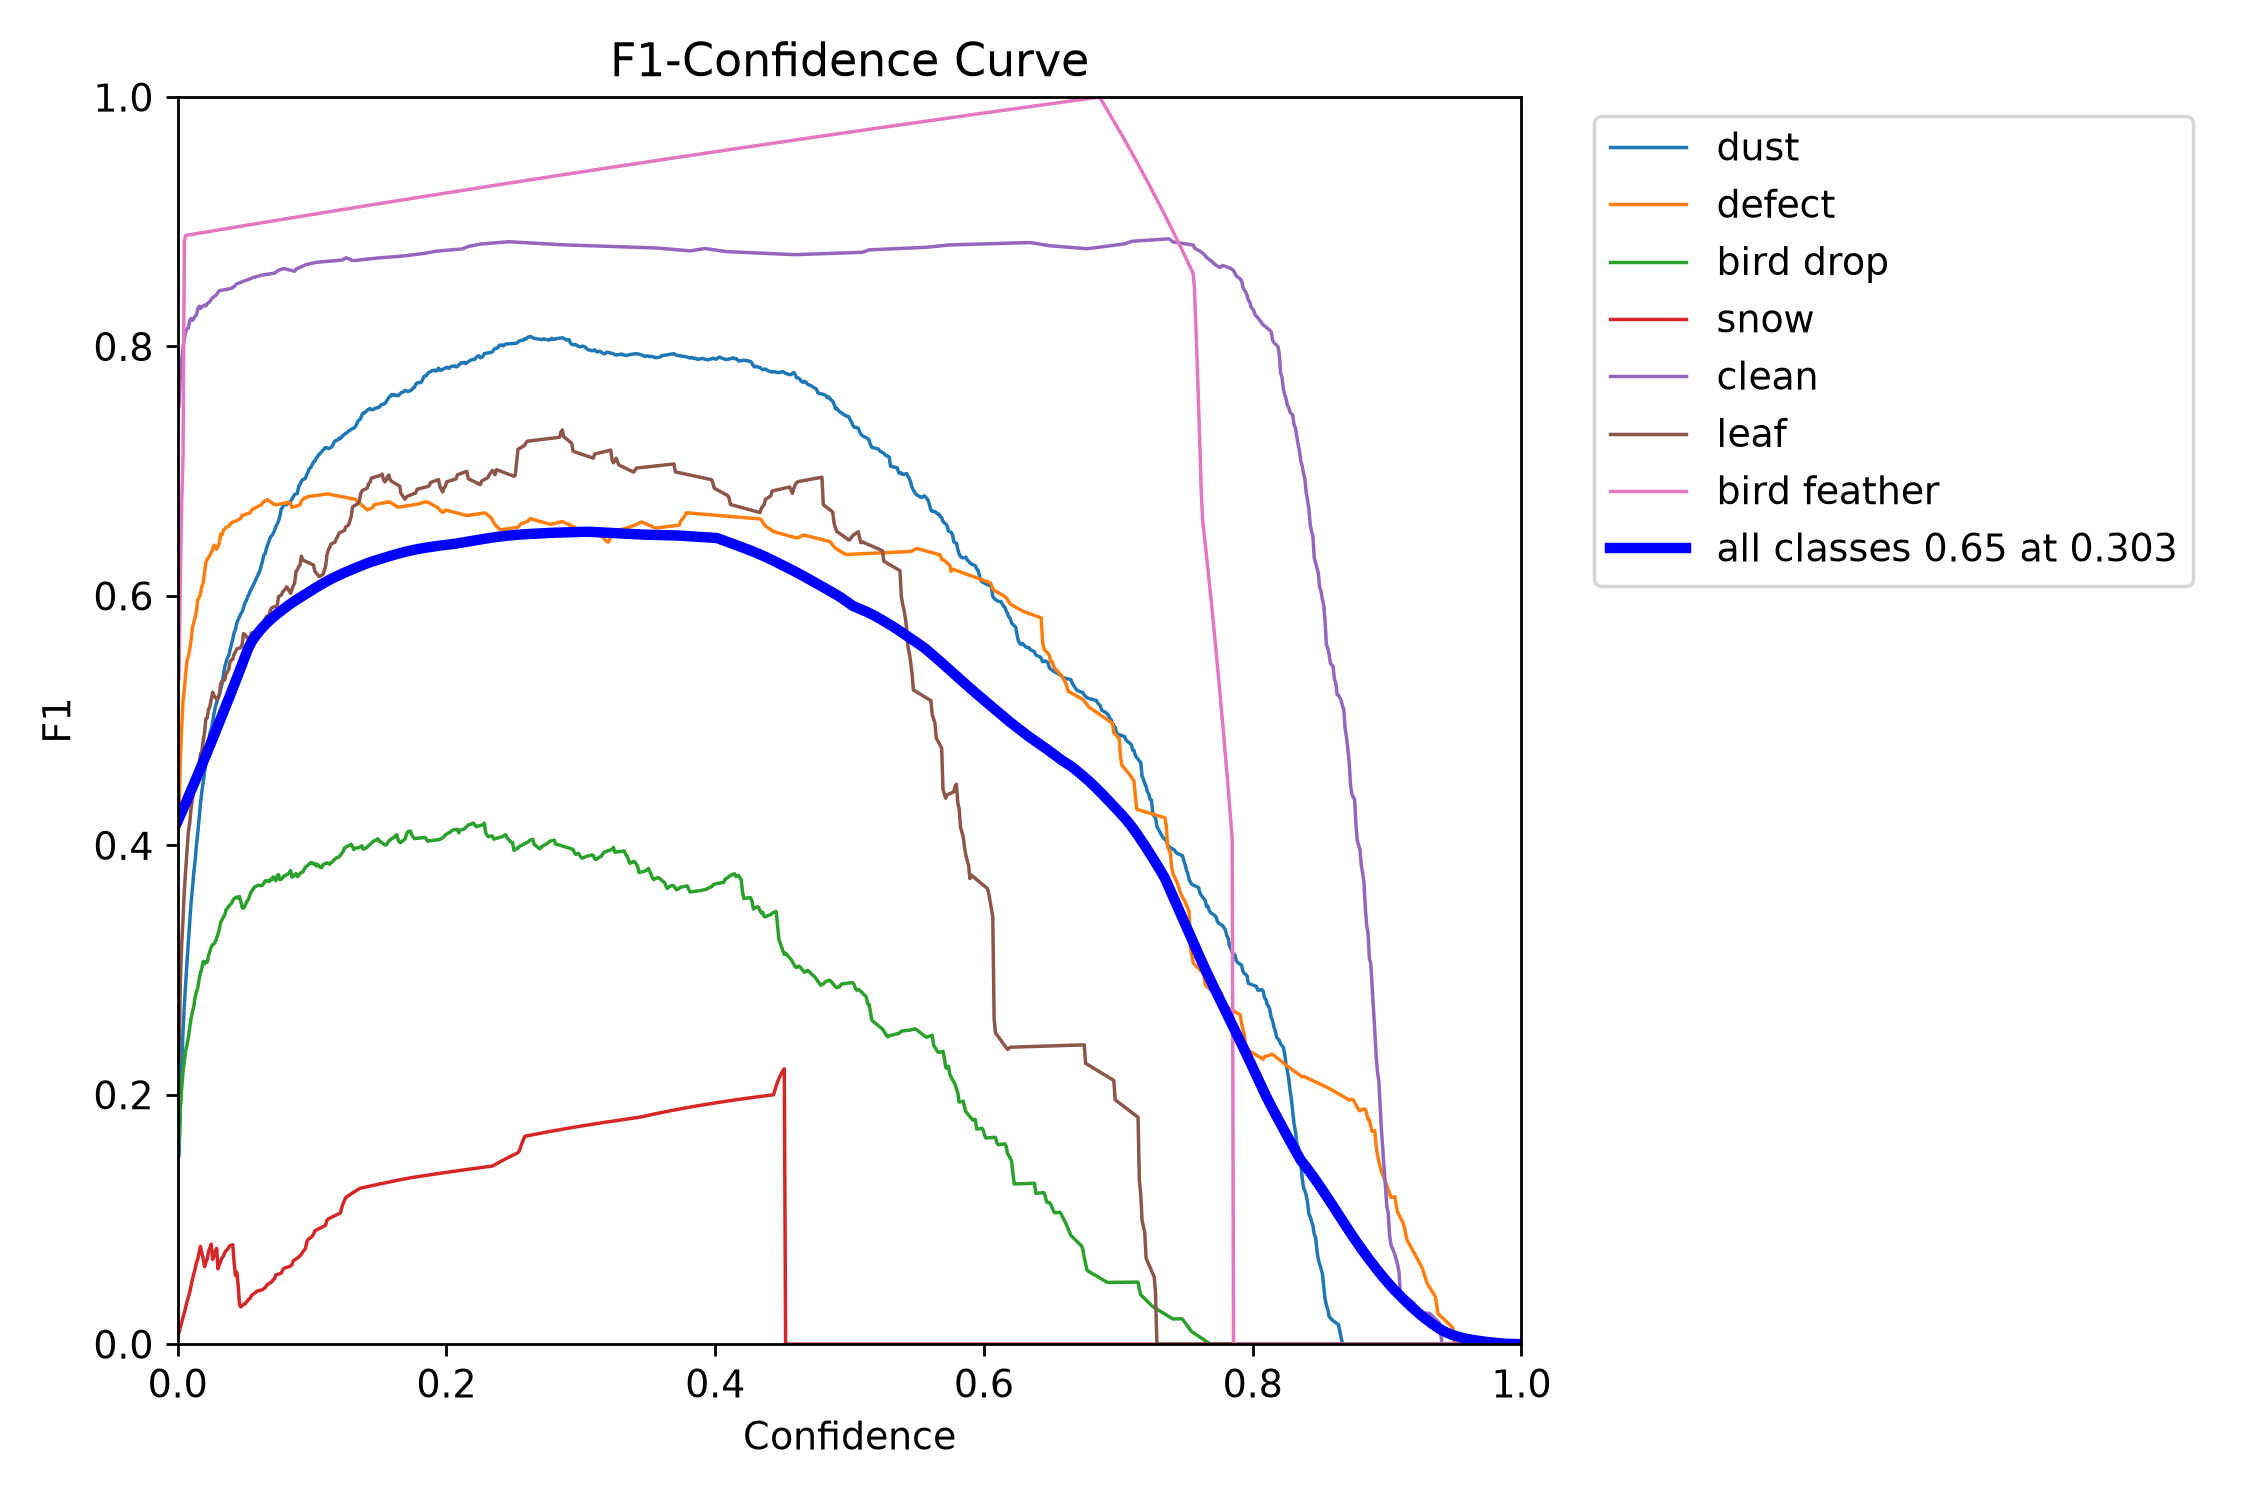 F1-Confidence Curve
1.0
0.8
0.6
0.4
0.2
0.0
F1
0.0 0.2 0.4 0.6 0.8 1.0
Confidence
dust
defect
bird drop
snow
clean
leaf
bird feather
all classes 0.65 at 0.303